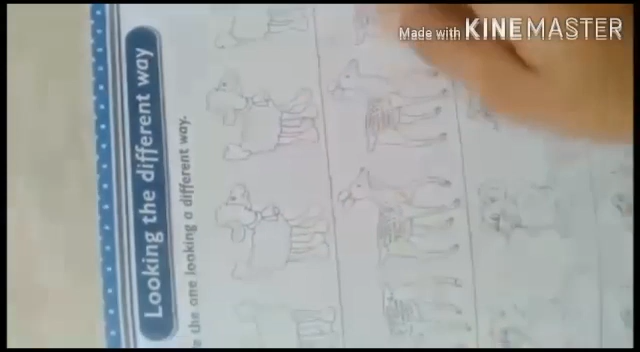 Made with KINEMASTER
Looking the different way
the one looking a different way.